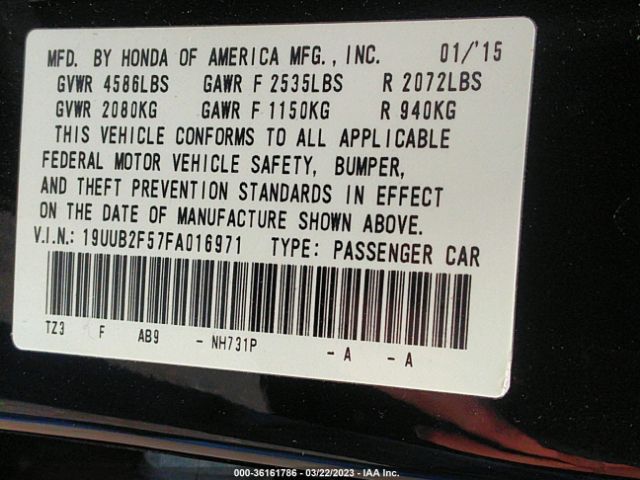 MFD. BY HONDA OF AMERICA MFG., INC. 01/'15
GVWR 4586LBS GAWR F 2535LBS R 2072LBS
GVWR 2080KG GAWR F 1150KG R 940KG
THIS VEHICLE CONFORMS TO ALL APPLICABLE
FEDERAL MOTOR VEHICLE SAFETY, BUMPER,
AND THEFT PREVENTION STANDARDS IN EFFECT
ON THE DATE OF MANUFACTURE SHOWN ABOVE.
V.I.N.: 19UUB2F57FA016971 TYPE: PASSENGER CAR
TZ3 F AB9 - NH731P - A - A
000-36161786 - 03/22/2023 - IAA Inc.